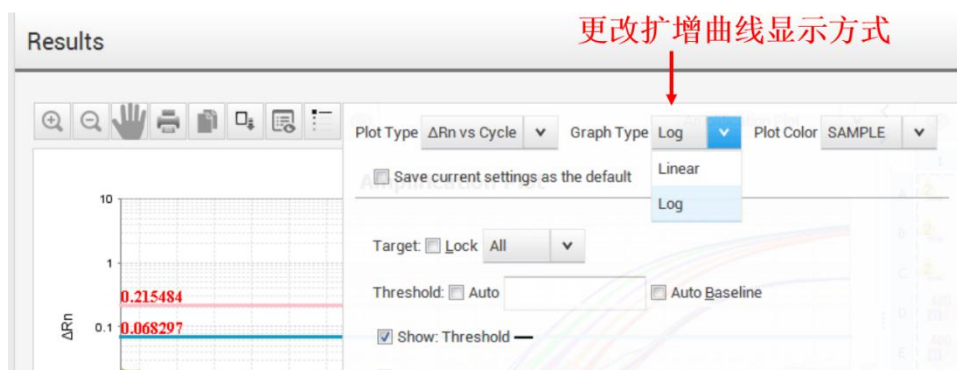 更改扩增曲线显示方式
Results
Plot Type ΔRn vs Cycle Graph Type Log Plot Color SAMPLE
Linear
Save current settings as the default
Log
Amplification Plot
Target: Lock All
Threshold: Auto Auto Baseline
Show: Threshold
10
1
0.215484
0.1 0.068297
ΔRn
A
B
C
D
E